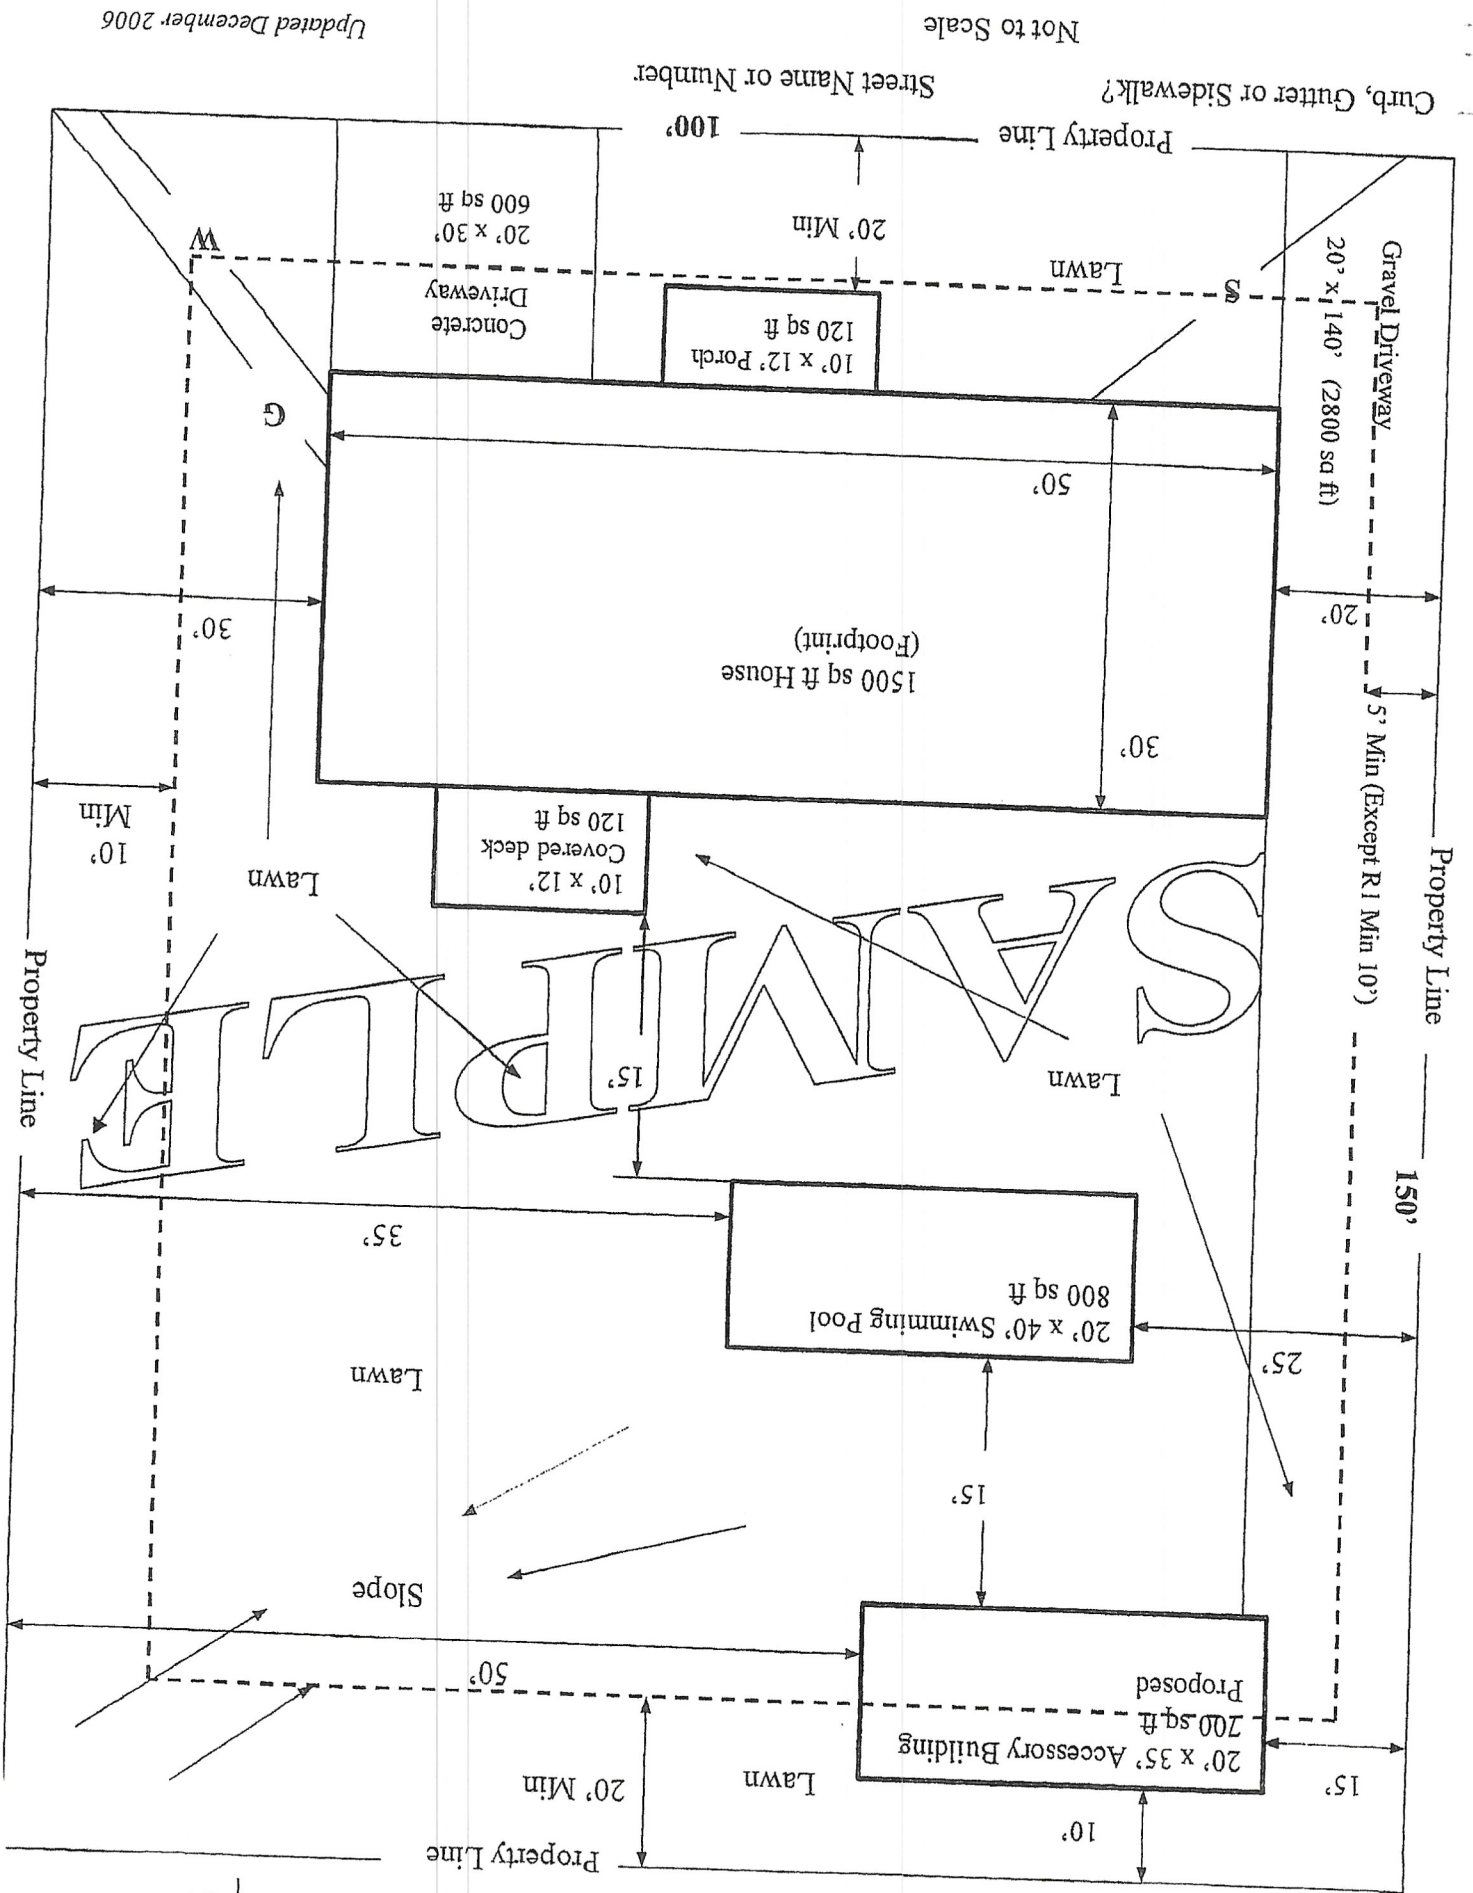 Property Line
10'
15'
20' x 35' Accessory Building
700 sq ft
Proposed
Lawn
20' Min
50'
Slope
15'
25'
20' x 40' Swimming Pool
800 sq ft
Lawn
35'
150'
Property Line
Lawn
15'
SAMPLE
Property Line
5' Min (Except R1 Min 10')
10' x 12'
Covered deck
120 sq ft
Lawn
10'
Min
30'
1500 sq ft House
(Footprint)
20'
30'
50'
Gravel Driveway
20' x 140' (2800 sq ft)
G
10' x 12' Porch
120 sq ft
Concrete
Driveway
20' x 30'
600 sq ft
S
Lawn
20' Min
W
Property Line
100'
Curb, Gutter or Sidewalk?
Street Name or Number
Not to Scale
Updated December 2006